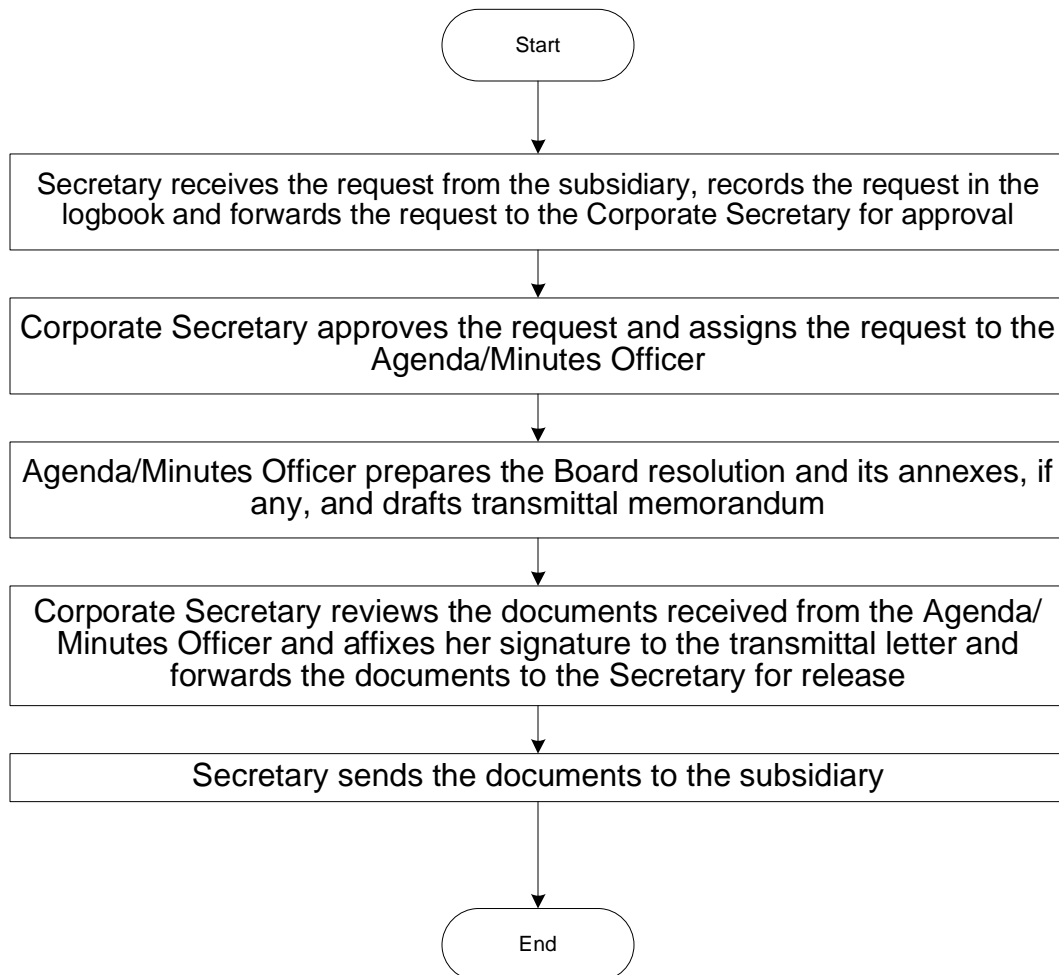 Start
Secretary receives the request from the subsidiary, records the request in the
logbook and forwards the request to the Corporate Secretary for approval
Corporate Secretary approves the request and assigns the request to the
Agenda/Minutes Officer
Agenda/Minutes Officer prepares the Board resolution and its annexes, if
any, and drafts transmittal memorandum
Corporate Secretary reviews the documents received from the Agenda/
Minutes Officer and affixes her signature to the transmittal letter and
forwards the documents to the Secretary for release
Secretary sends the documents to the subsidiary
End